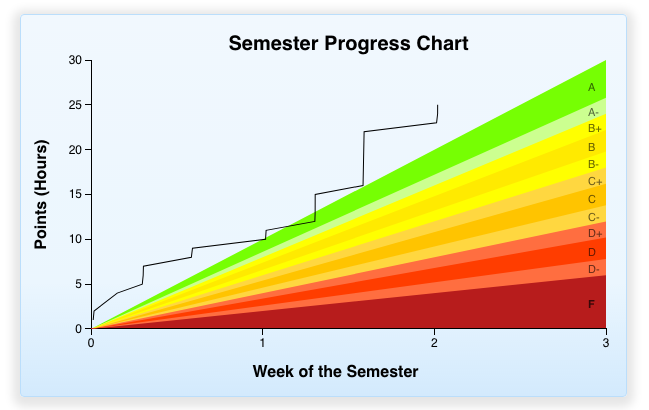 Semester Progress Chart
30
25
20
15
10
5
0
Points (Hours)
A
A-
B+
B
B-
C+
C
C-
D+
D
D-
F
0
1
2
3
Week of the Semester